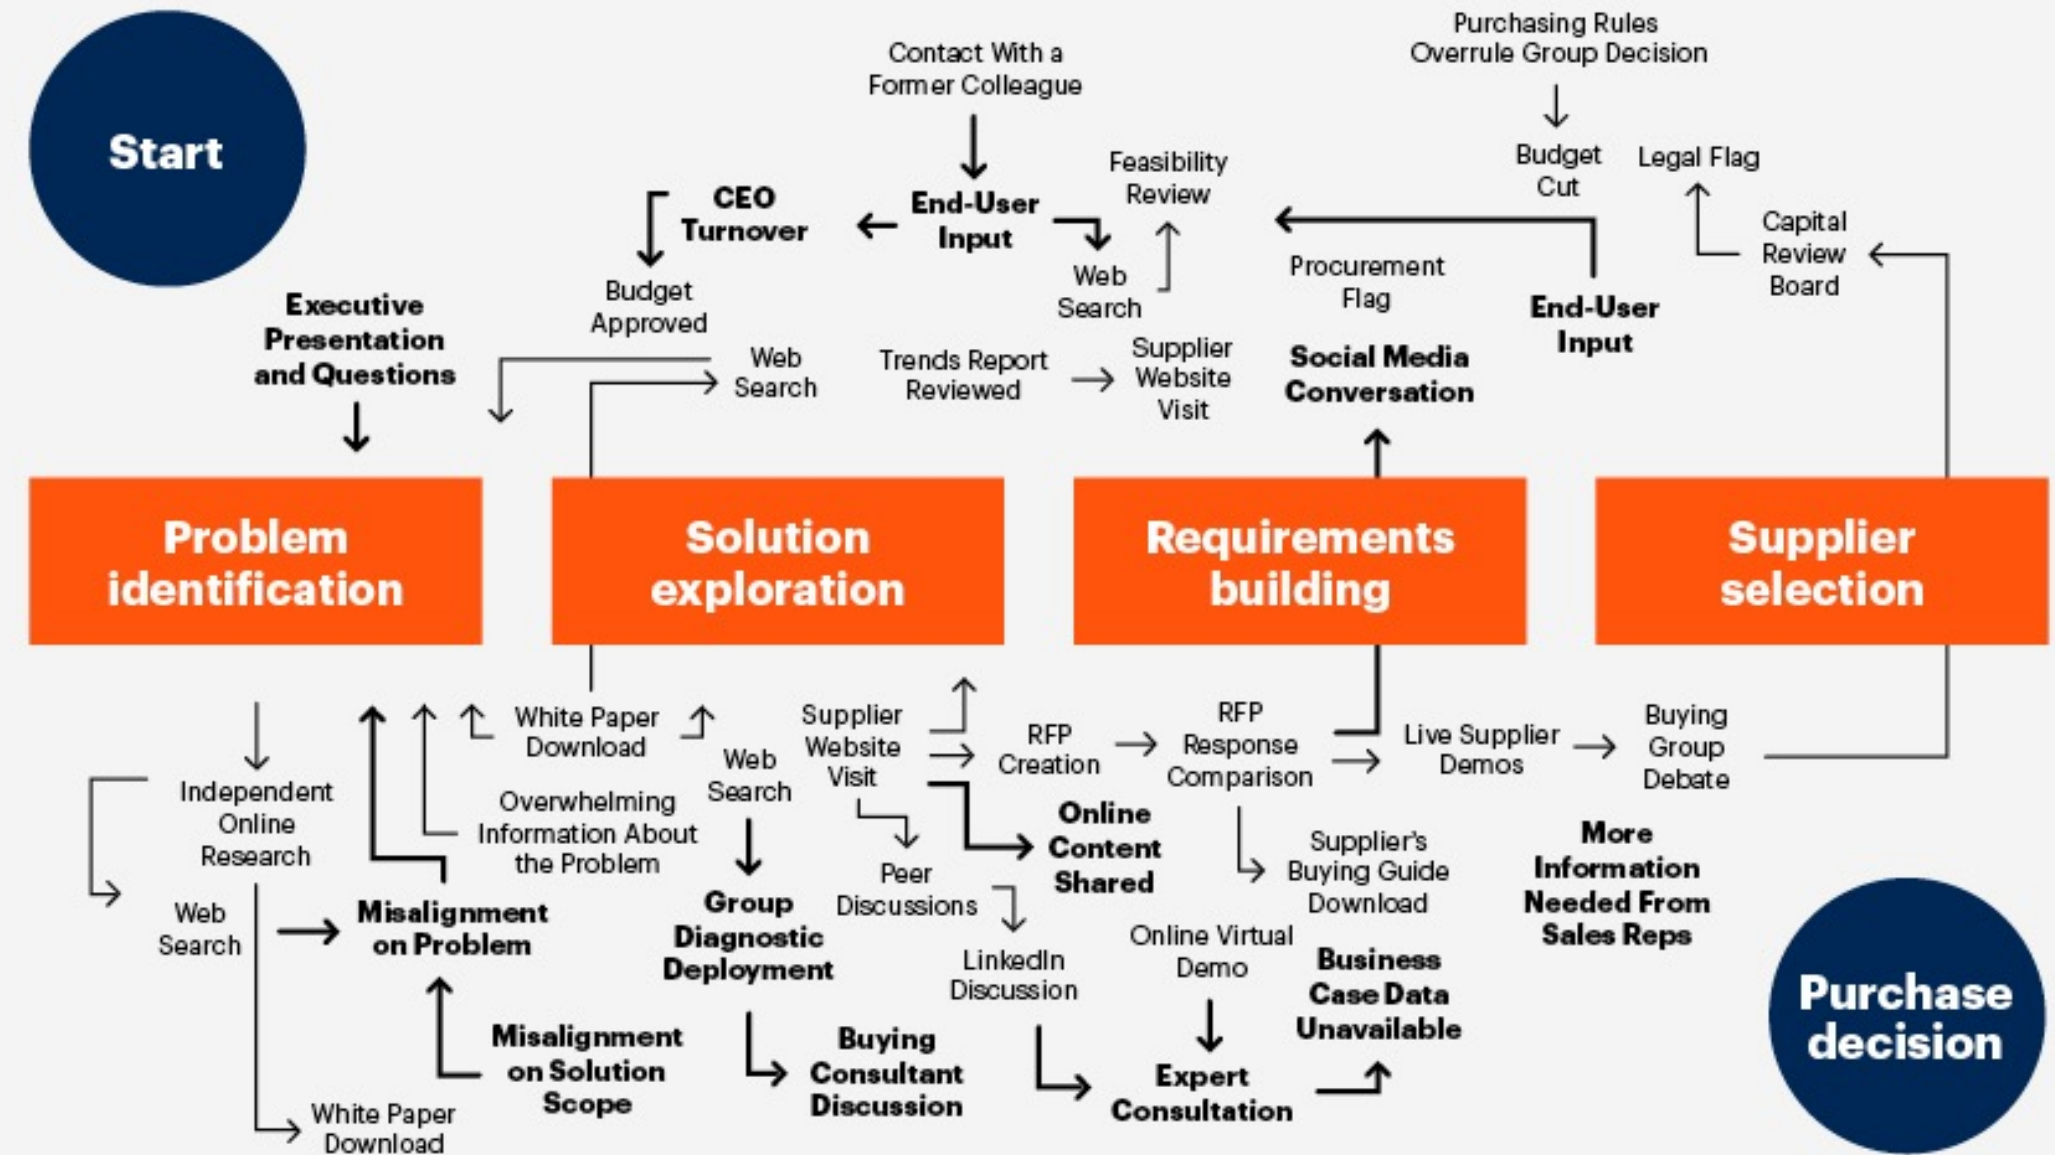 Start
Contact With a
Former Colleague
Purchasing Rules
Overrule Group Decision
Feasibility
Review
Budget
Cut
Legal Flag
CEO
Turnover
End-User
Input
Capital
Review
Board
Web
Search
Procurement
Flag
End-User
Input
Budget
Approved
Executive
Presentation
and Questions
Web
Search
Trends Report
Reviewed
Supplier
Website
Visit
Social Media
Conversation
Problem
identification
Solution
exploration
Requirements
building
Supplier
selection
White Paper
Download
Supplier
Website
Visit
RFP
Creation
RFP
Response
Comparison
Live Supplier
Demos
Buying
Group
Debate
Web
Search
Independent
Online
Research
Overwhelming
Information About
the Problem
Online
Content
Shared
Supplier's
Buying Guide
Download
More
Information
Needed From
Sales Reps
Peer
Discussions
Web
Search
Misalignment
on Problem
Group
Diagnostic
Deployment
LinkedIn
Discussion
Online Virtual
Demo
Business
Case Data
Unavailable
Purchase
decision
Misalignment
on Solution
Scope
Buying
Consultant
Discussion
Expert
Consultation
White Paper
Download